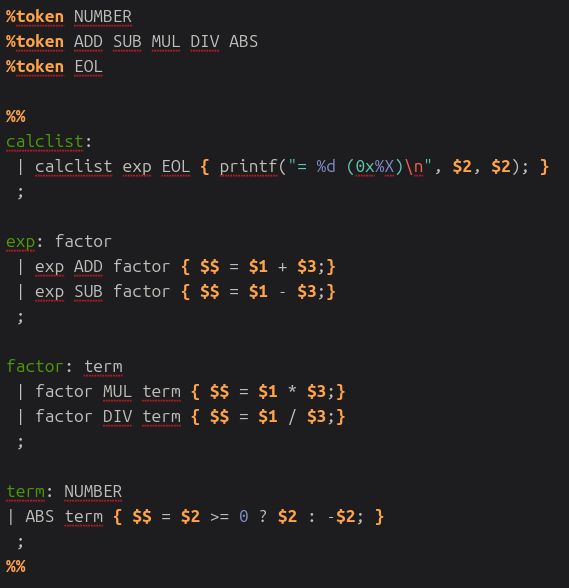 %token NUMBER
%token ADD SUB MUL DIV ABS
%token EOL
%%
calclist:
| calclist exp EOL { printf("= %d (0x%X)\n", $2, $2); }
;
exp: factor
| exp ADD factor { $$ = $1 + $3;}
| exp SUB factor { $$ = $1 - $3;}
;
factor: term
| factor MUL term { $$ = $1 * $3;}
| factor DIV term { $$ = $1 / $3;}
;
term: NUMBER
| ABS term { $$ = $2 >= 0 ? $2 : -$2; }
;
%%